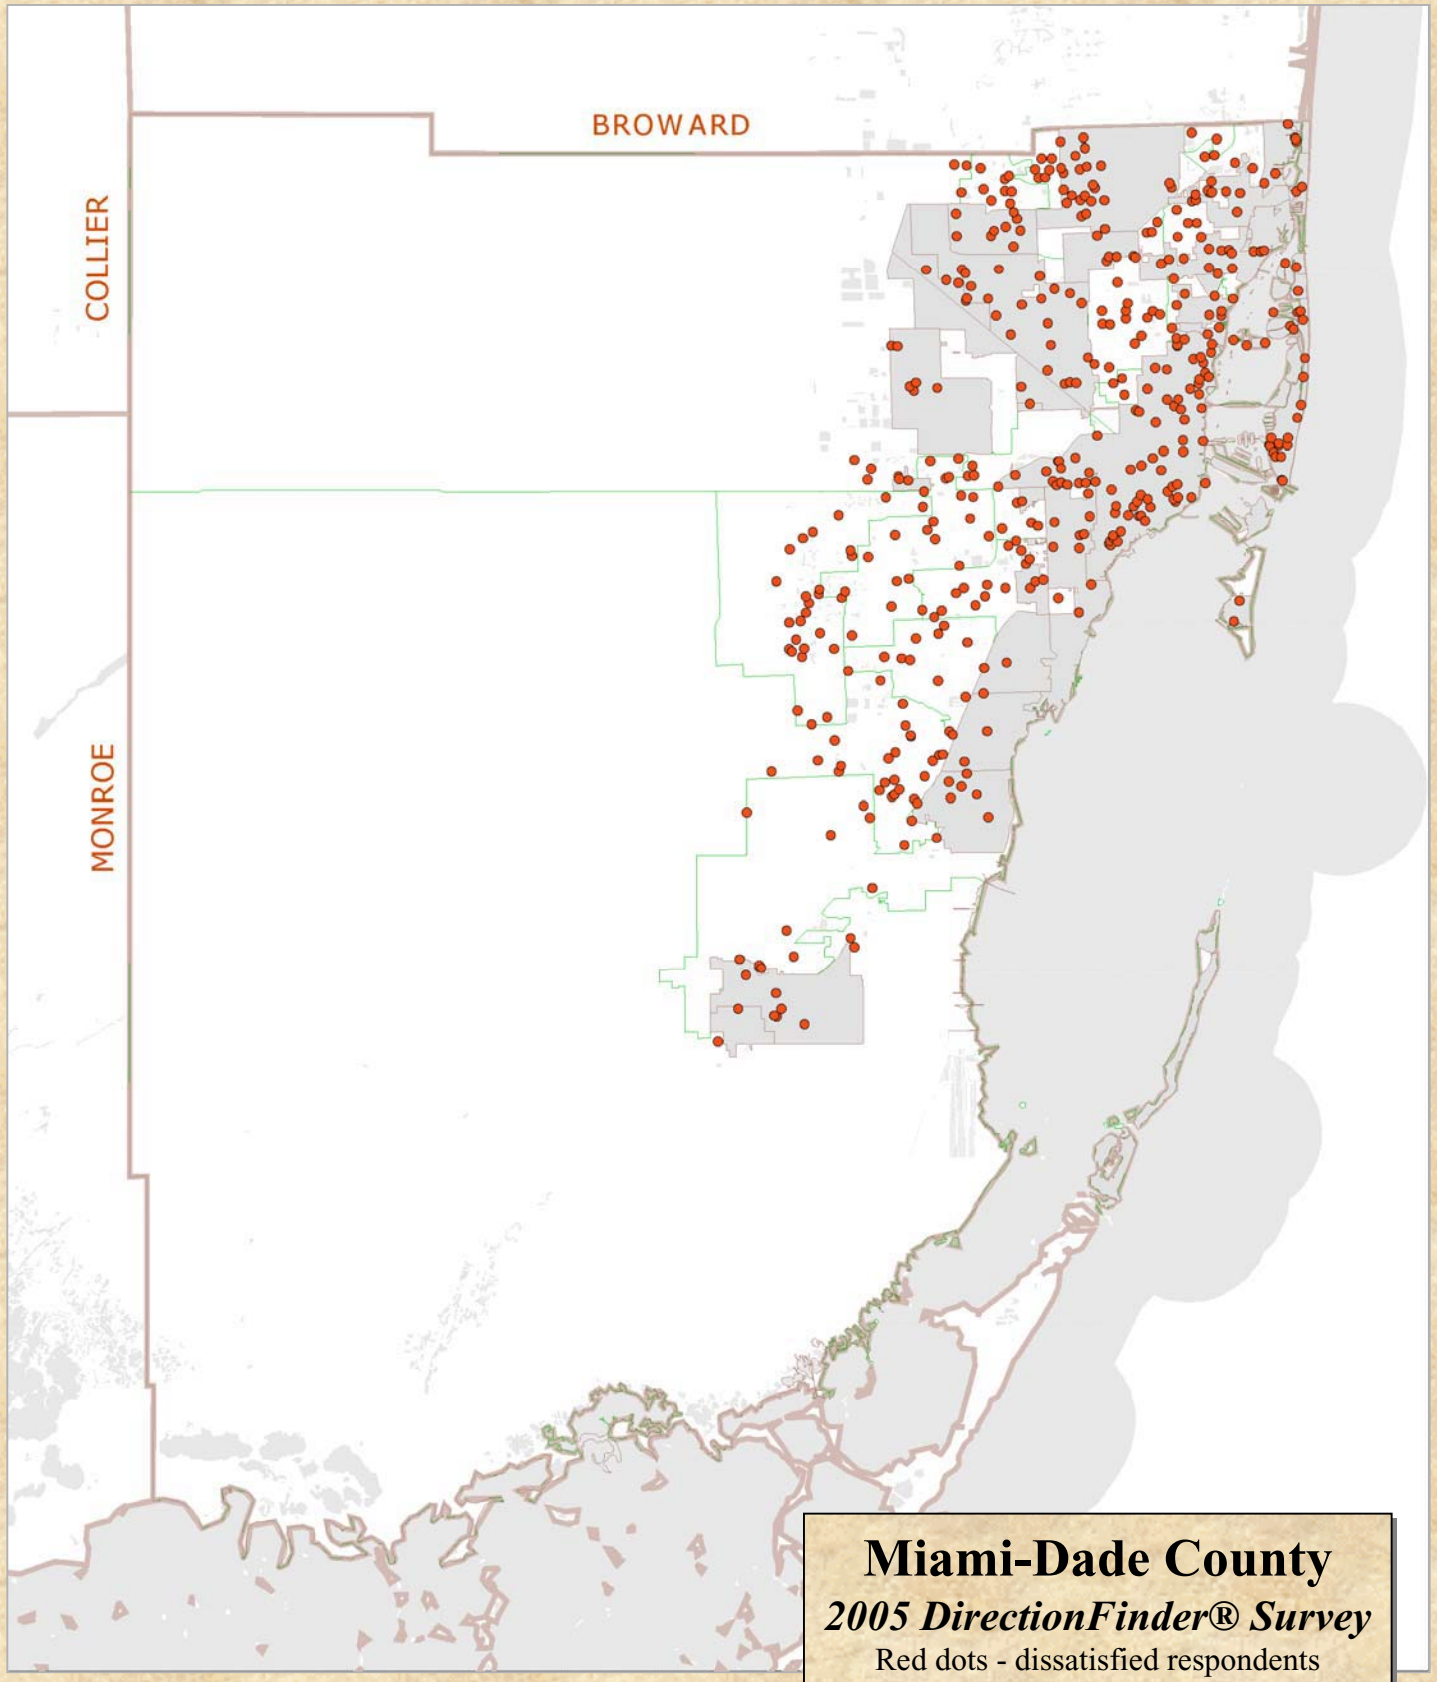 BROWARD
COLLIER
MONROE
Miami-Dade County
2005 DirectionFinder® Survey
Red dots - dissatisfied respondents